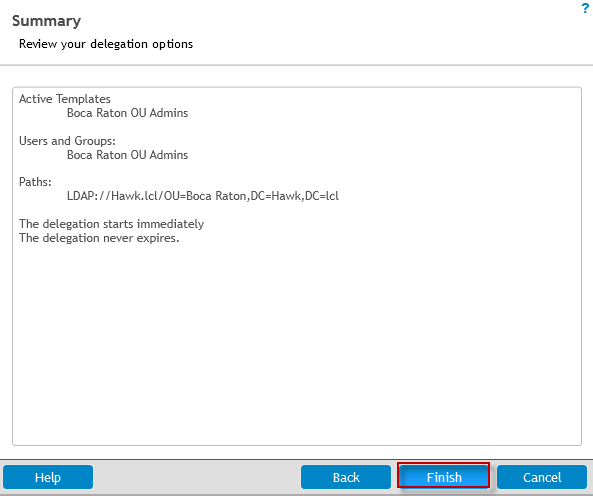 ?
Summary
Review your delegation options
Active Templates
Boca Raton OU Admins
Users and Groups:
Boca Raton OU Admins
Paths:
LDAP://Hawk.lcl/OU=Boca Raton,DC=Hawk,DC=lcl
The delegation starts immediately
The delegation never expires.
Help
Back
Finish
Cancel